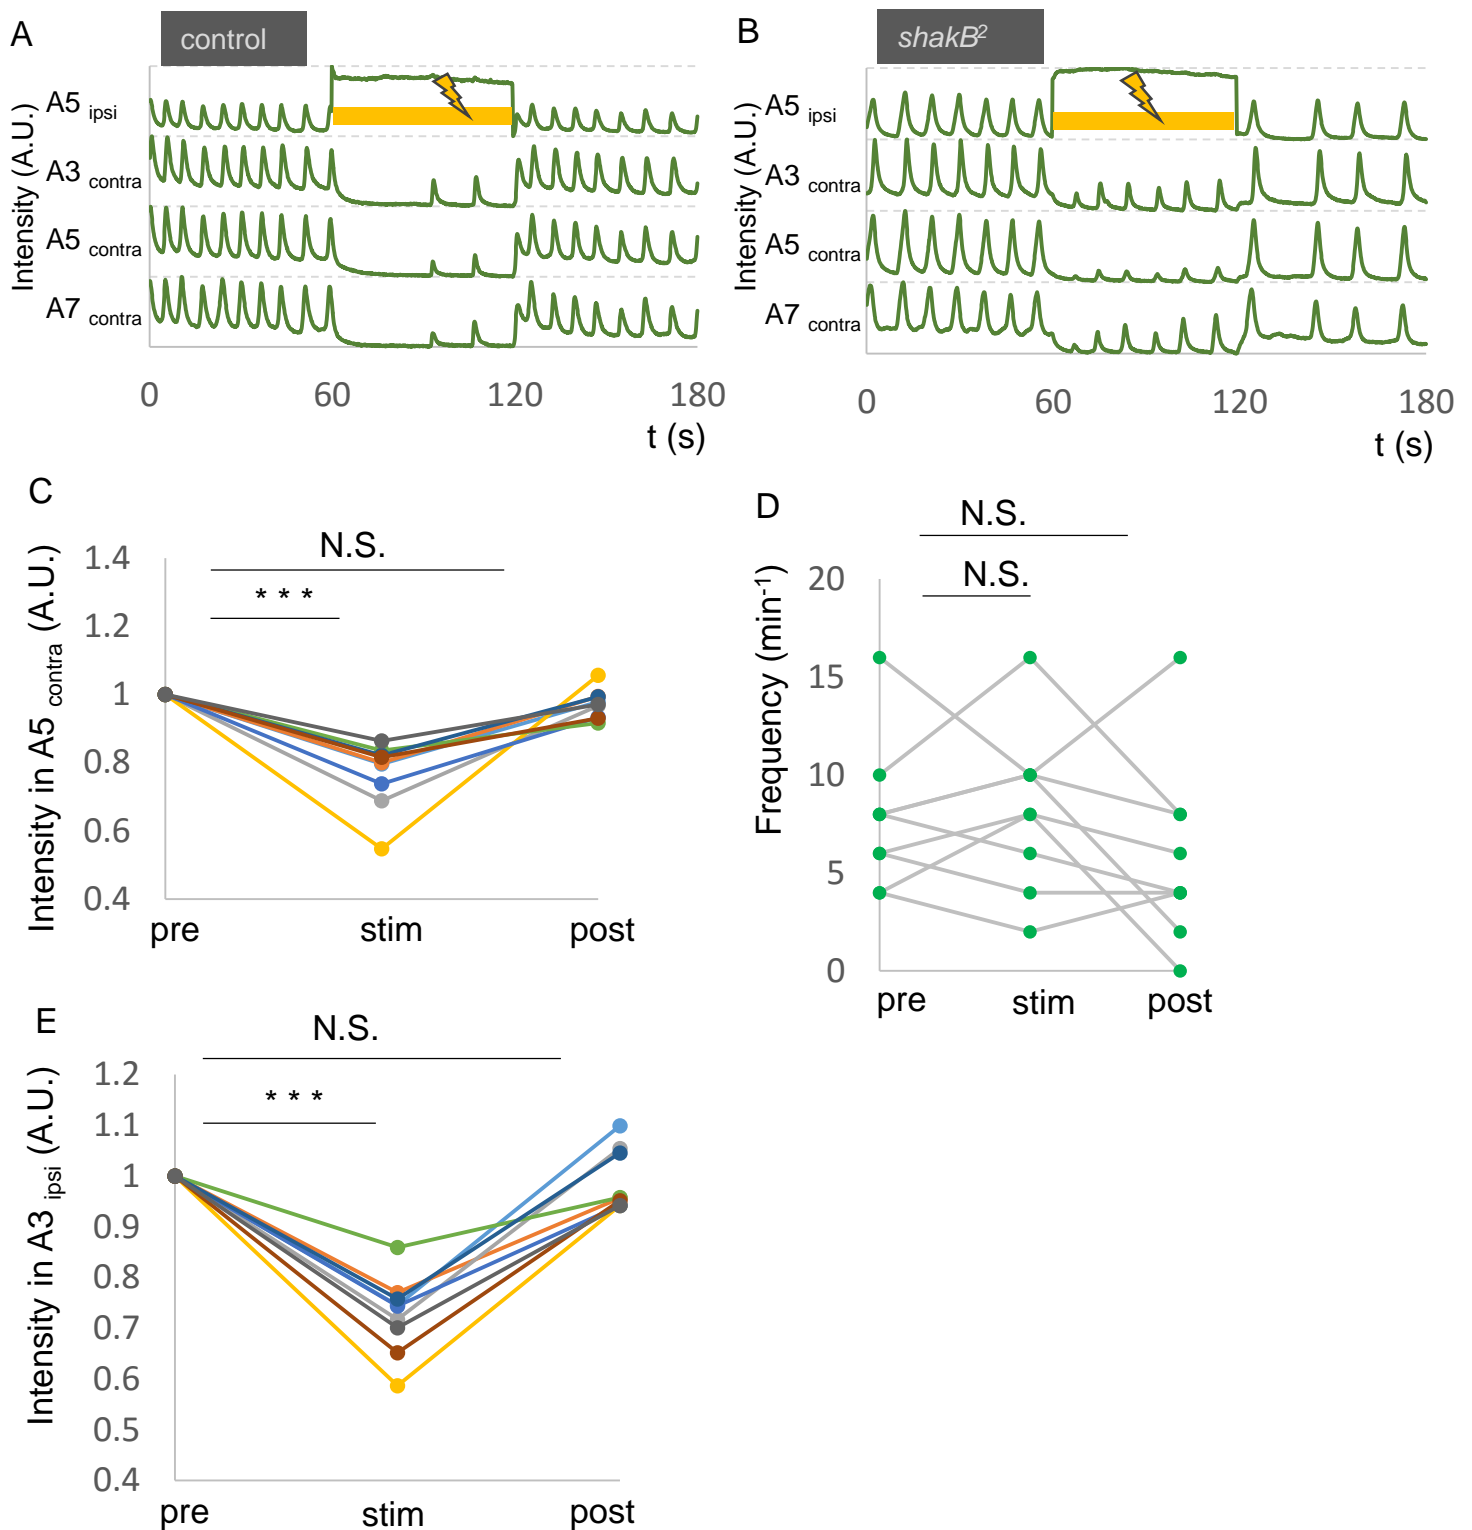 A
control
Intensity (A.U.)
A5 ipsi
A3 contra
A5 contra
A7 contra
0 60 120 180
t (s)
B
shakB²
Intensity (A.U.)
A5 ipsi
A3 contra
A5 contra
A7 contra
0 60 120 180
t (s)
C
N.S.
* * *
Intensity in A5 contra (A.U.)
1.4
1.2
1
0.8
0.6
0.4
pre stim post
D
N.S.
N.S.
Frequency (min-1)
20
15
10
5
0
pre stim post
E
N.S.
* * *
Intensity in A3 ipsi (A.U.)
1.2
1.1
1
0.9
0.8
0.7
0.6
0.5
0.4
pre stim post